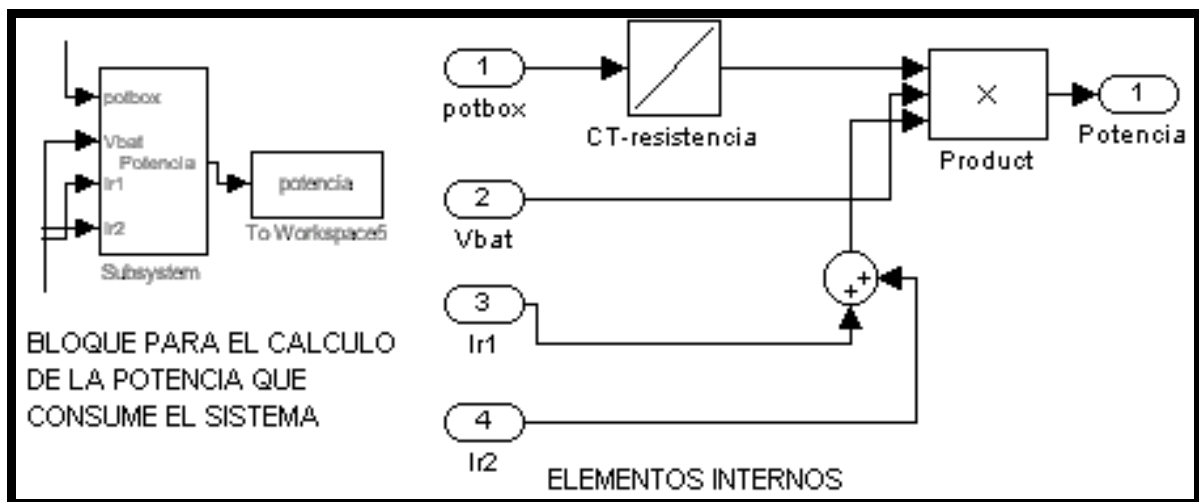 potbox
Vbat
Potencia
Ir1
Ir2
Subsystem
potencia
To Workspace5
BLOQUE PARA EL CALCULO
DE LA POTENCIA QUE
CONSUME EL SISTEMA
1
potbox
CT-resistencia
×
Product
1
Potencia
2
Vbat
+
+
3
Ir1
4
Ir2
ELEMENTOS INTERNOS